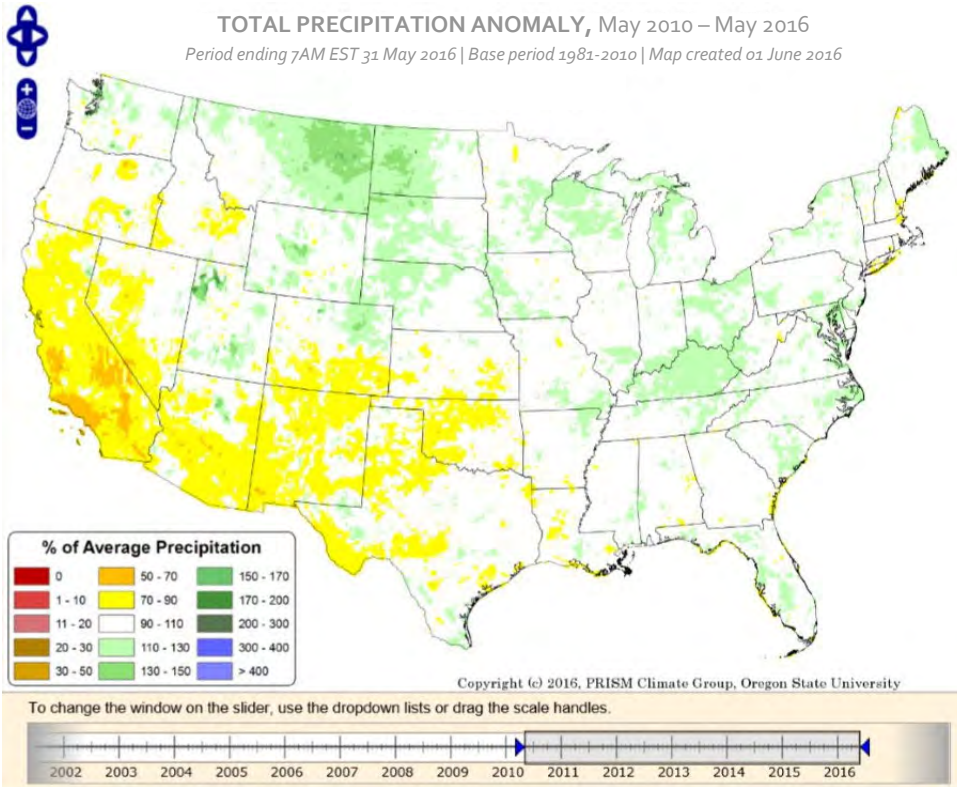 TOTAL PRECIPITATION ANOMALY, May 2010 – May 2016
Period ending 7AM EST 31 May 2016 | Base period 1981-2010 | Map created 01 June 2016
% of Average Precipitation
0 50 - 70 150 - 170
1 - 10 70 - 90 170 - 200
11 - 20 90 - 110 200 - 300
20 - 30 110 - 130 300 - 400
30 - 50 130 - 150 > 400
Copyright (c) 2016, PRISM Climate Group, Oregon State University
To change the window on the slider, use the dropdown lists or drag the scale handles.
2002 2003 2004 2005 2006 2007 2008 2009 2010 2011 2012 2013 2014 2015 2016